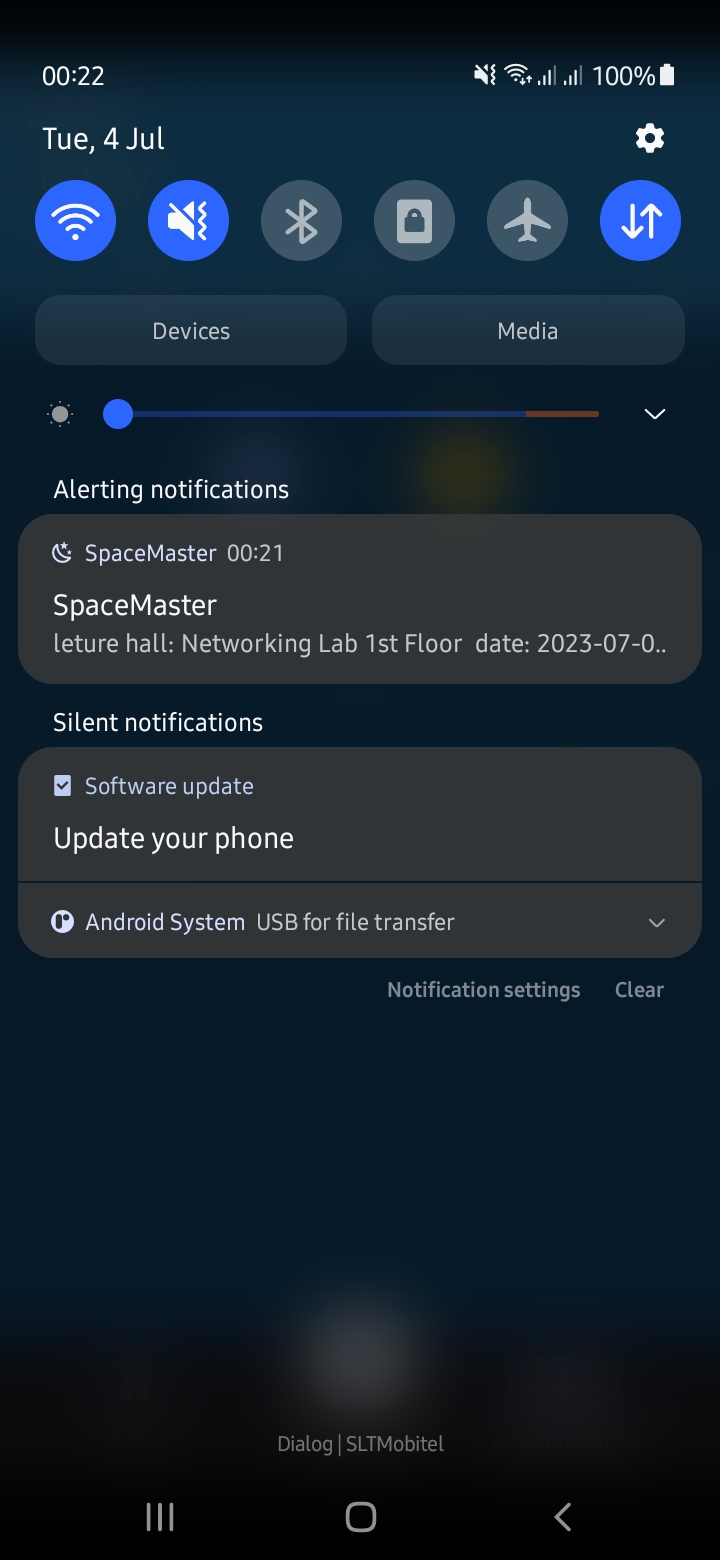 00:22 100%
Tue, 4 Jul
Devices Media
Alerting notifications
SpaceMaster 00:21
SpaceMaster
leture hall: Networking Lab 1st Floor date: 2023-07-0..
Silent notifications
Software update
Update your phone
Android System USB for file transfer
Notification settings Clear
Dialog | SLTMobitel